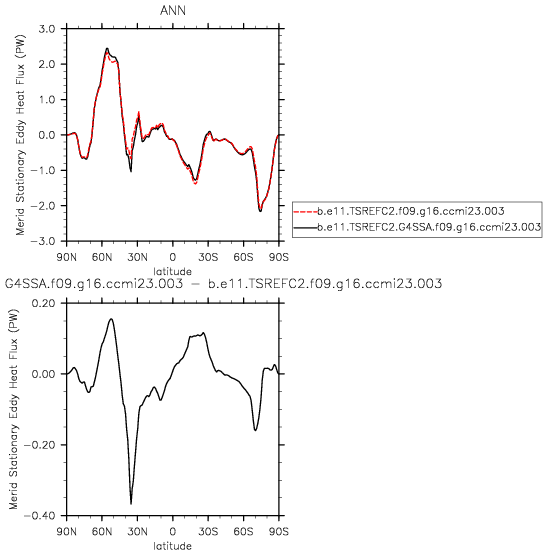 ANN
3.0
2.0
1.0
0.0
−1.0
−2.0
−3.0
Merid Stationary Eddy Heat Flux (PW)
90N 60N 30N 0 30S 60S 90S
latitude
b.e11.TSREFC2.f09.g16.ccmi23.003
b.e11.TSREFC2.G4SSA.f09.g16.ccmi23.003
G4SSA.f09.g16.ccmi23.003 − b.e11.TSREFC2.f09.g16.ccmi23.003
0.20
0.00
−0.20
−0.40
Merid Stationary Eddy Heat Flux (PW)
90N 60N 30N 0 30S 60S 90S
latitude